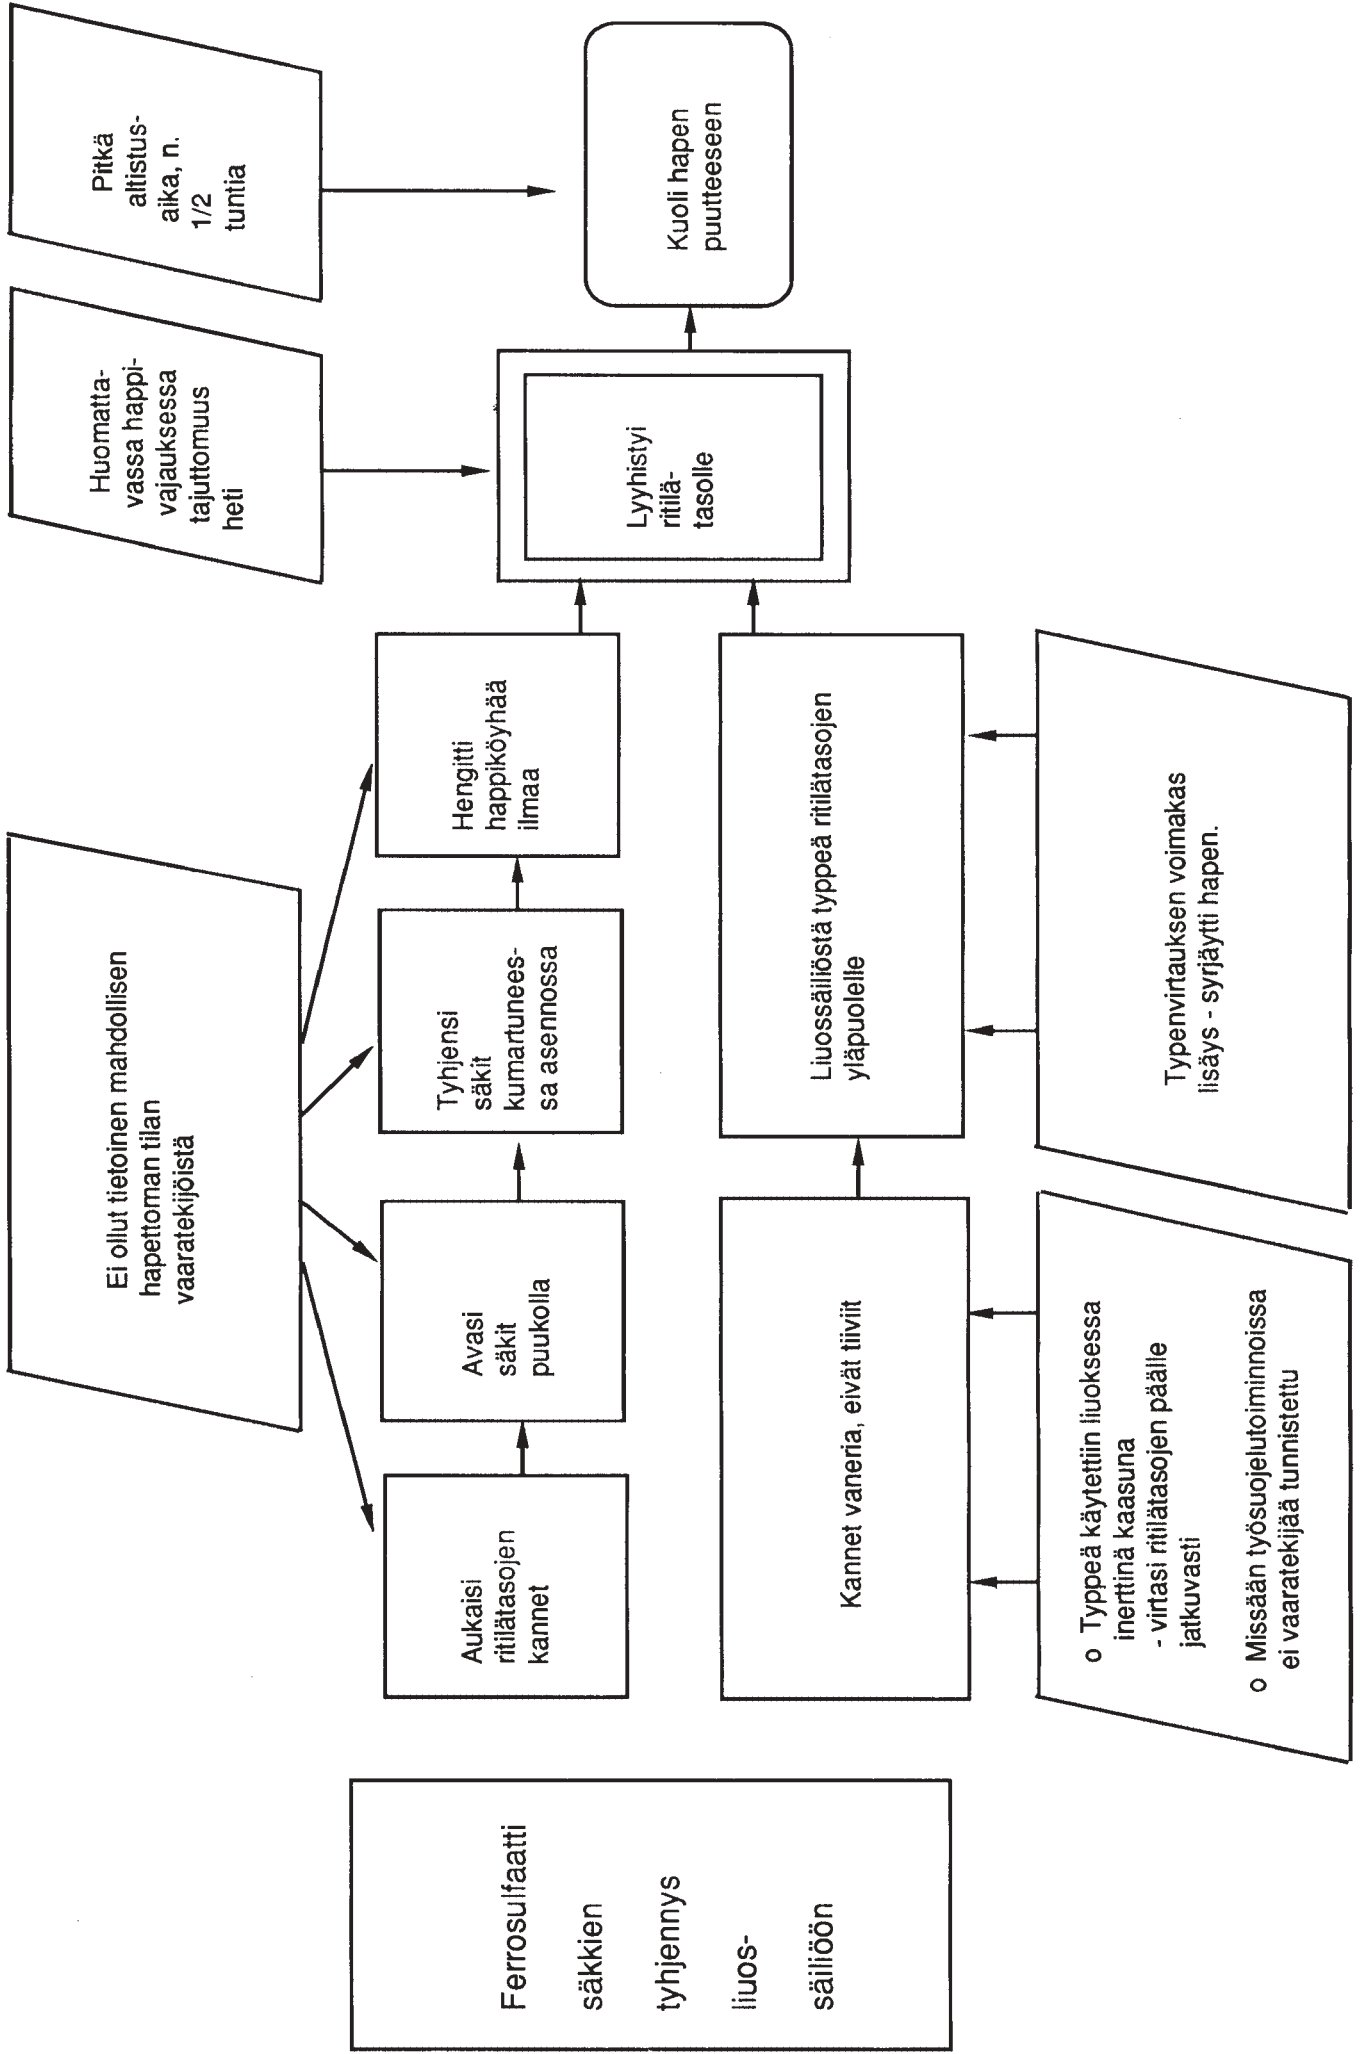 Ei ollut tietoinen mahdollisen
hapettoman tilan
vaaratekijöistä
Huomatta-
vassa happi-
vajauksessa
tajuttomuus
heti
Pitkä
altistus-
aika, n.
1/2
tuntia
Ferrosulfaatti
säkkien
tyhjennys
liuos-
säiliöön
Aukaisi
ritilätasojen
kannet
Avasi
säkit
puukolla
Tyhjensi
säkit
kumartunees-
sa asennossa
Hengitti
happiköyhää
ilmaa
Lyyhistyi
ritilä-
tasolle
Kuoli hapen
puutteeseen
Kannet vaneria, eivät tiiviit
Liuossäiliöstä typpeä ritilätasojen
yläpuolelle
o Typpeä käytettiin liuoksessa
inerttinä kaasuna
- virtasi ritilätasojen päälle
jatkuvasti
o Missään työsuojelutoiminnoissa
ei vaaratekijää tunnistettu
Typenvirtauksen voimakas
lisäys - syrjäytti hapen.